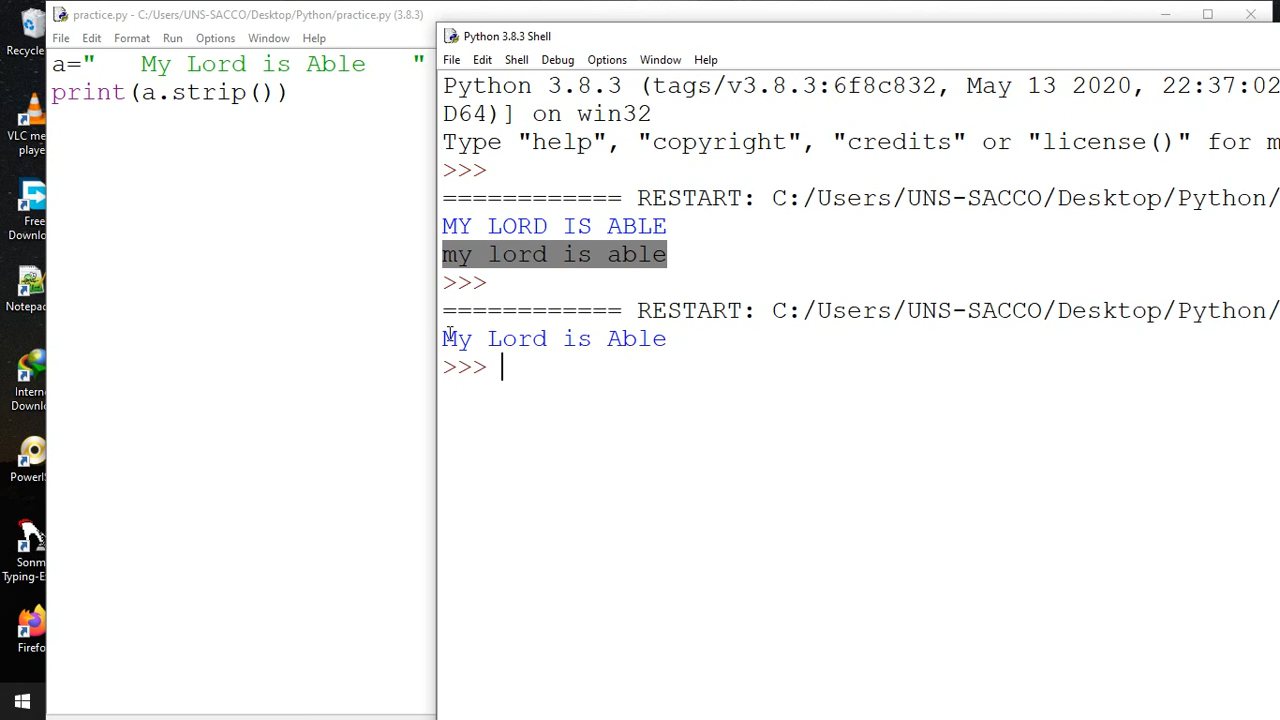 practice.py - C:/Users/UNS-SACCO/Desktop/Python/practice.py (3.8.3)
File Edit Format Run Options Window Help
a="   My Lord is Able   "
print(a.strip())
Python 3.8.3 Shell
File Edit Shell Debug Options Window Help
Python 3.8.3 (tags/v3.8.3:6f8c832, May 13 2020, 22:37:02
D64)] on win32
Type "help", "copyright", "credits" or "license()" for m
>>>
============ RESTART: C:/Users/UNS-SACCO/Desktop/Python/
MY LORD IS ABLE
my lord is able
>>>
============ RESTART: C:/Users/UNS-SACCO/Desktop/Python/
My Lord is Able
>>>
Recycle
VLC me
playe
Free
Downlo
Notepa
Intern
Downlo
PowerI
Sonm
Typing-E
Firefo